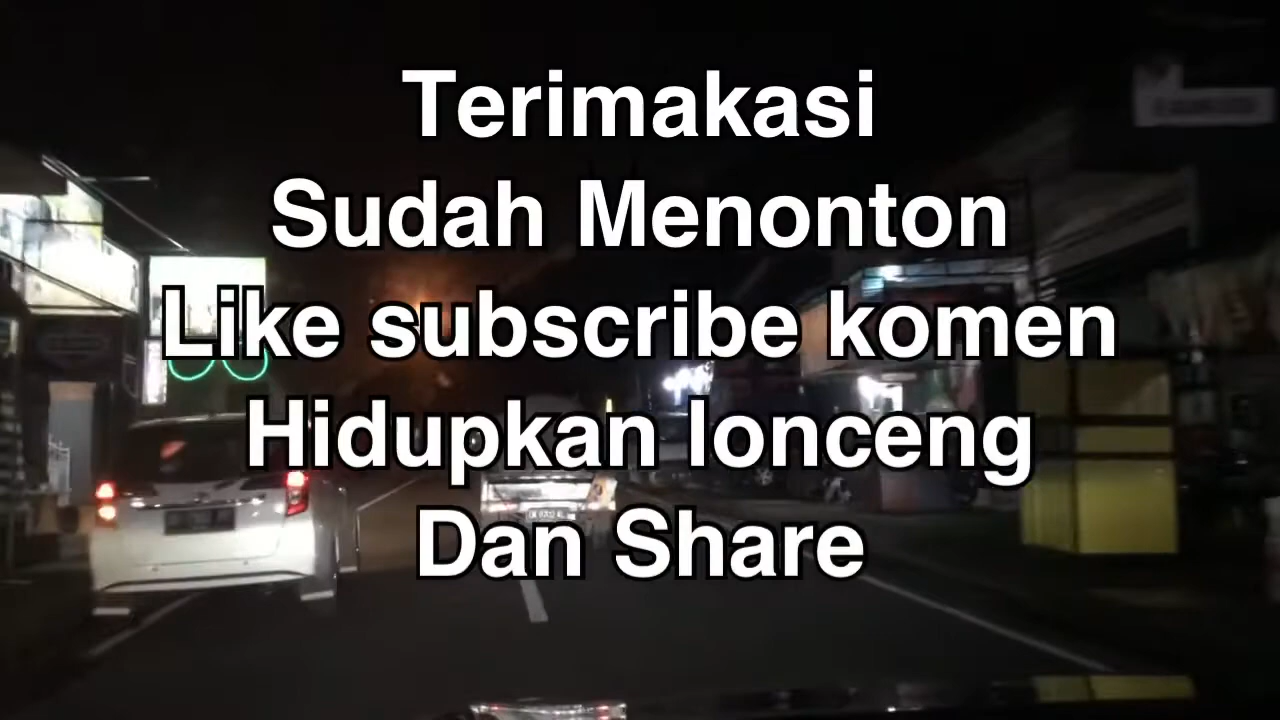 Terimakasi
Sudah Menonton
Like subscribe komen
Hidupkan lonceng
Dan Share